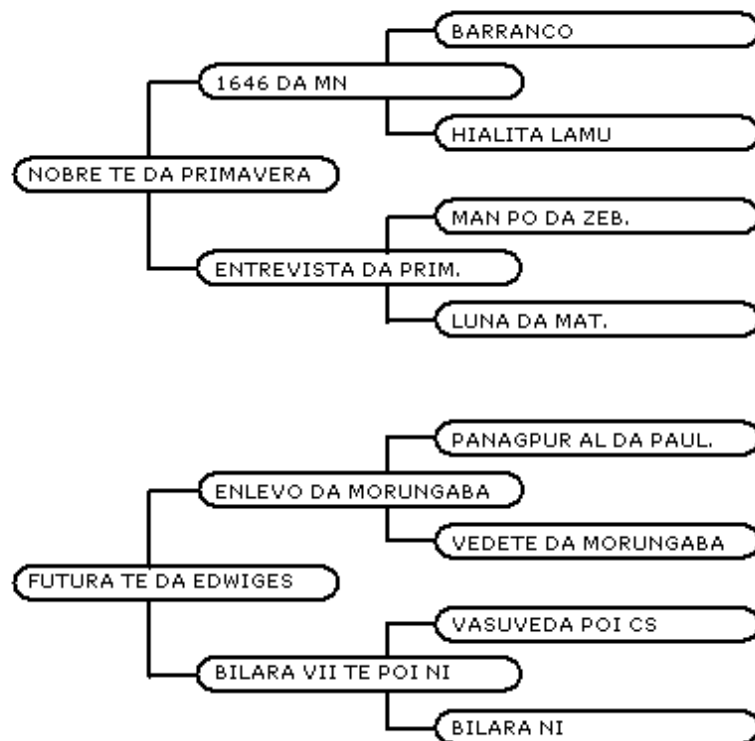 BARRANCO
1646 DA MN
HIALITA LAMU
NOBRE TE DA PRIMAVERA
MAN PO DA ZEB.
ENTREVISTA DA PRIM.
LUNA DA MAT.
PANAGPUR AL DA PAUL.
ENLEVO DA MORUNGABA
VEDETE DA MORUNGABA
FUTURA TE DA EDWIGES
VASUVEDA POI CS
BILARA VII TE POI NI
BILARA NI